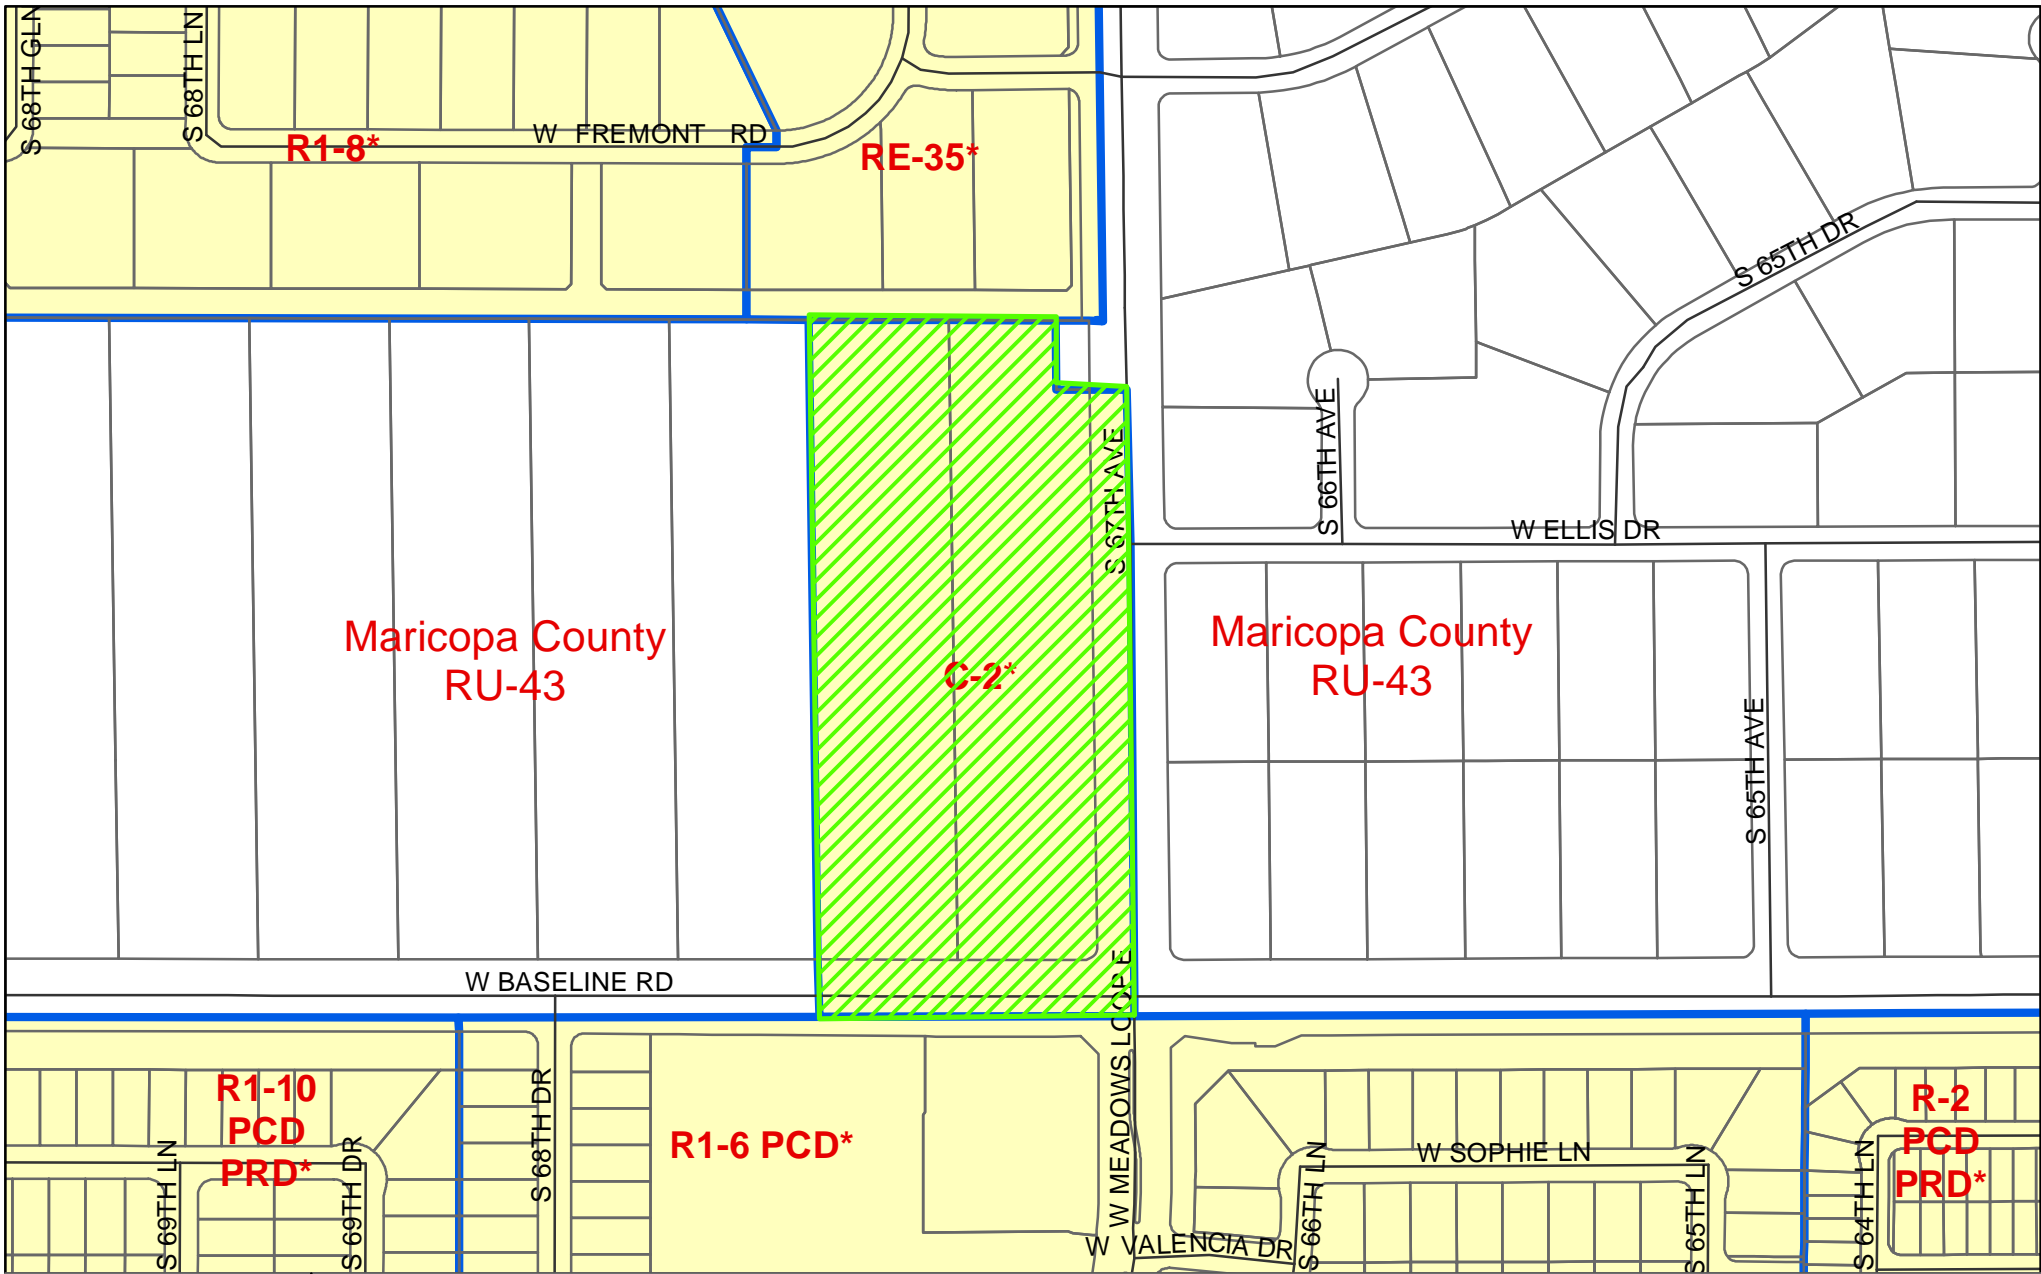 S 68TH GLN
S 68TH LN
W FREMONT RD
R1-8*
RE-35*
S 65TH DR
S 66TH AVE
S 67TH AVE
W ELLIS DR
Maricopa County
RU-43
C-2*
Maricopa County
RU-43
S 65TH AVE
W BASELINE RD
W MEADOWS LOOP E
R1-10
PCD
PRD*
S 68TH DR
R1-6 PCD*
S 69TH LN
S 69TH DR
W SOPHIE LN
R-2
PCD
PRD*
S 66TH LN
S 65TH LN
S 64TH LN
W VALENCIA DR